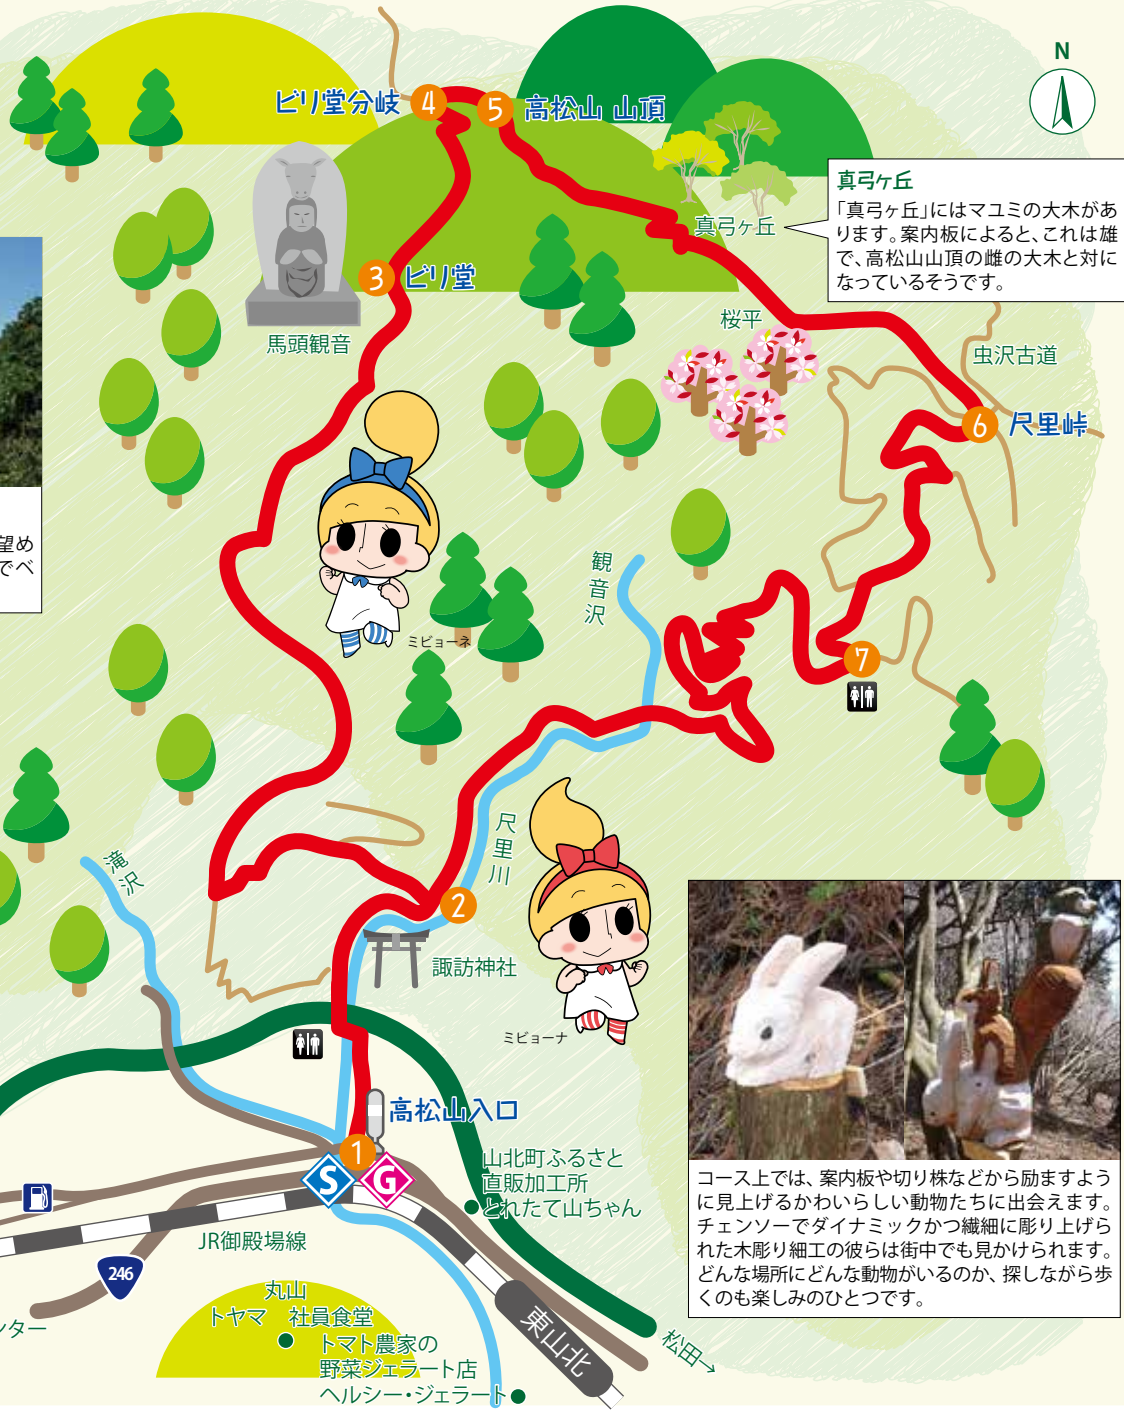 N
ビリ堂分岐
4
5
高松山 山頂
真弓ヶ丘
「真弓ヶ丘」にはマユミの大木があ
ります。案内板によると、これは雄
で、高松山山頂の雌の大木と対に
なっているそうです。
真弓ヶ丘
3
ビリ堂
馬頭観音
桜平
虫沢古道
6
尺里峠
望め
でベ
観音沢
ミビョーネ
7
尺里川
滝沢
2
諏訪神社
ミビョーナ
高松山入口
1
S
G
山北町ふるさと
直販加工所
とれたて山ちゃん
JR御殿場線
246
丸山
トヤマ 社員食堂
トマト農家の
野菜ジェラート店
ヘルシー・ジェラート
ンター
東山北
松田→
コース上では、案内板や切り株などから励ますよう
に見上げるかわいらしい動物たちに出会えます。
チェンソーでダイナミックかつ繊細に彫り上げら
れた木彫り細工の彼らは街中でも見かけられます。
どんな場所にどんな動物がいるのか、探しながら歩
くのも楽しみのひとつです。